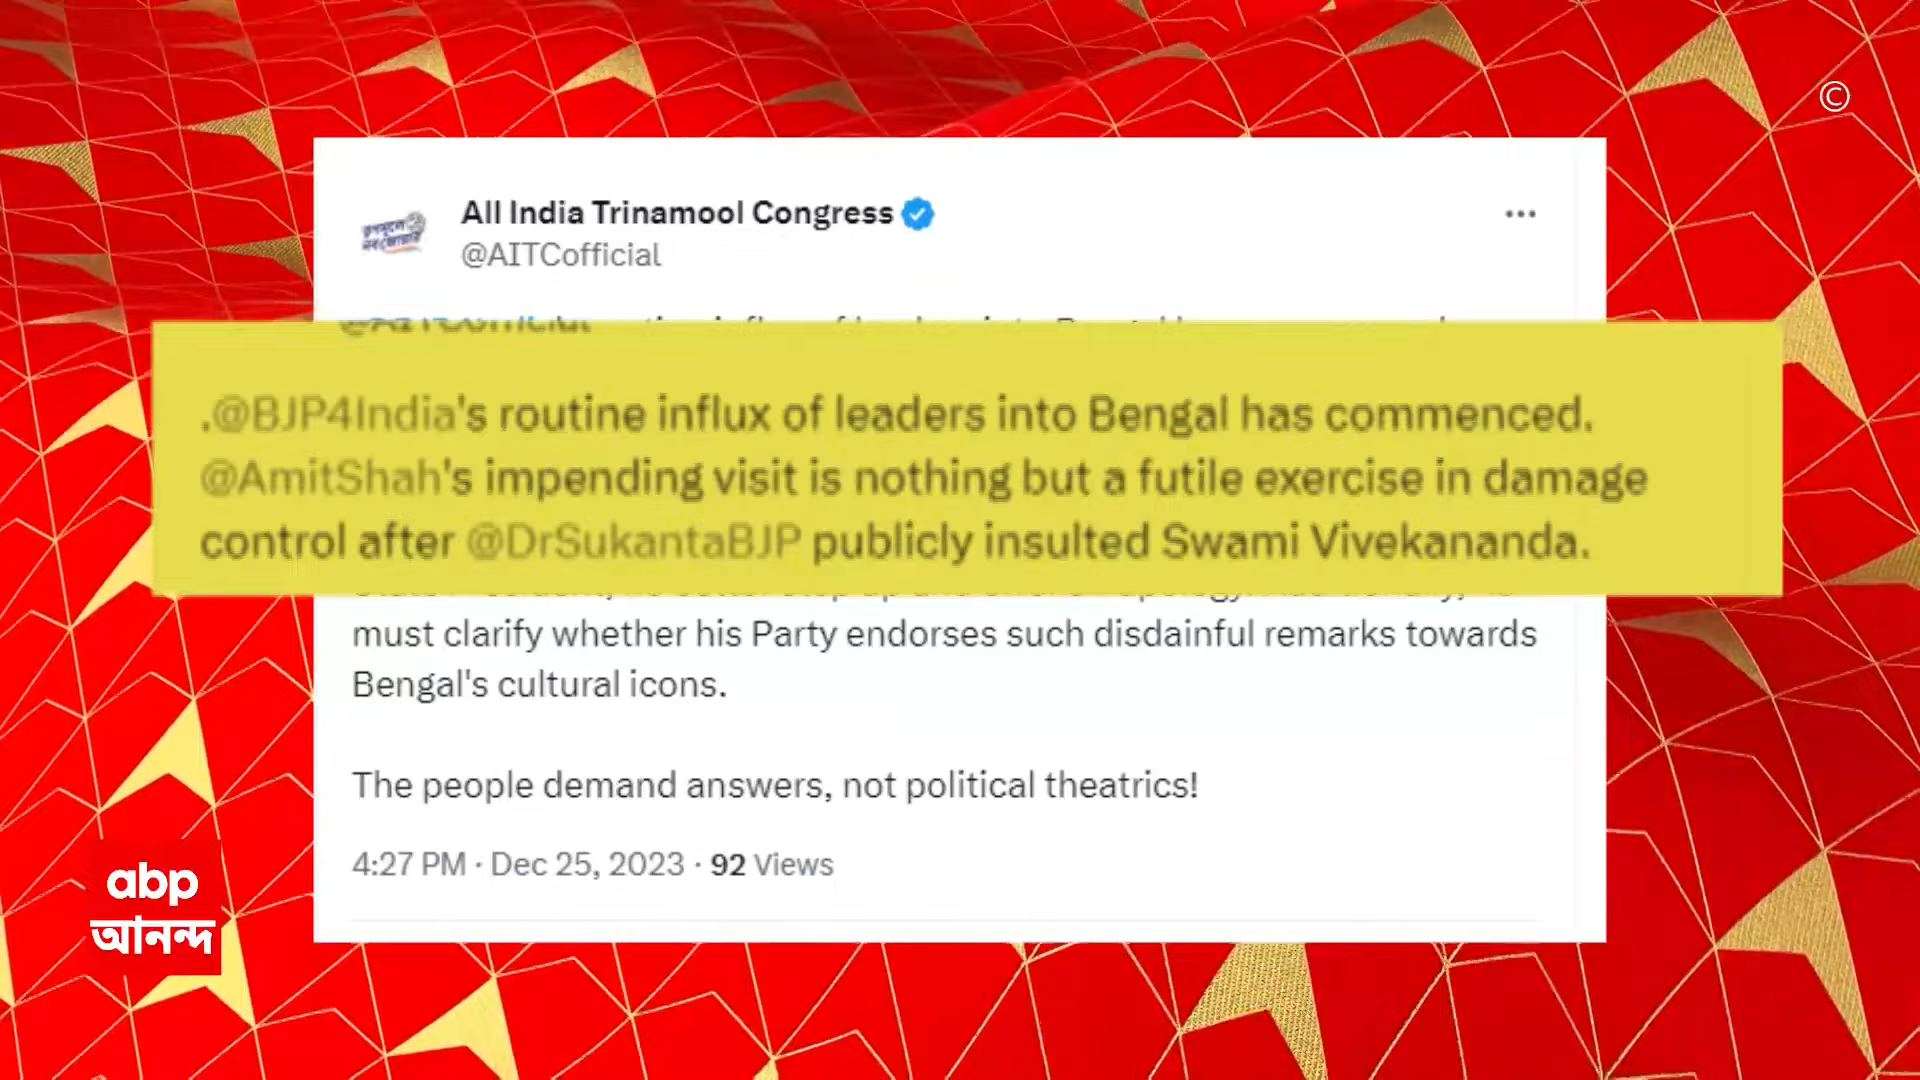 ©
All India Trinamool Congress
@AITCofficial
.@BJP4India's routine influx of leaders into Bengal has commenced.
@AmitShah's impending visit is nothing but a futile exercise in damage
control after @DrSukantaBJP publicly insulted Swami Vivekananda.
must clarify whether his Party endorses such disdainful remarks towards
Bengal's cultural icons.
The people demand answers, not political theatrics!
4:27 PM · Dec 25, 2023 · 92 Views
abp
আনন্দ